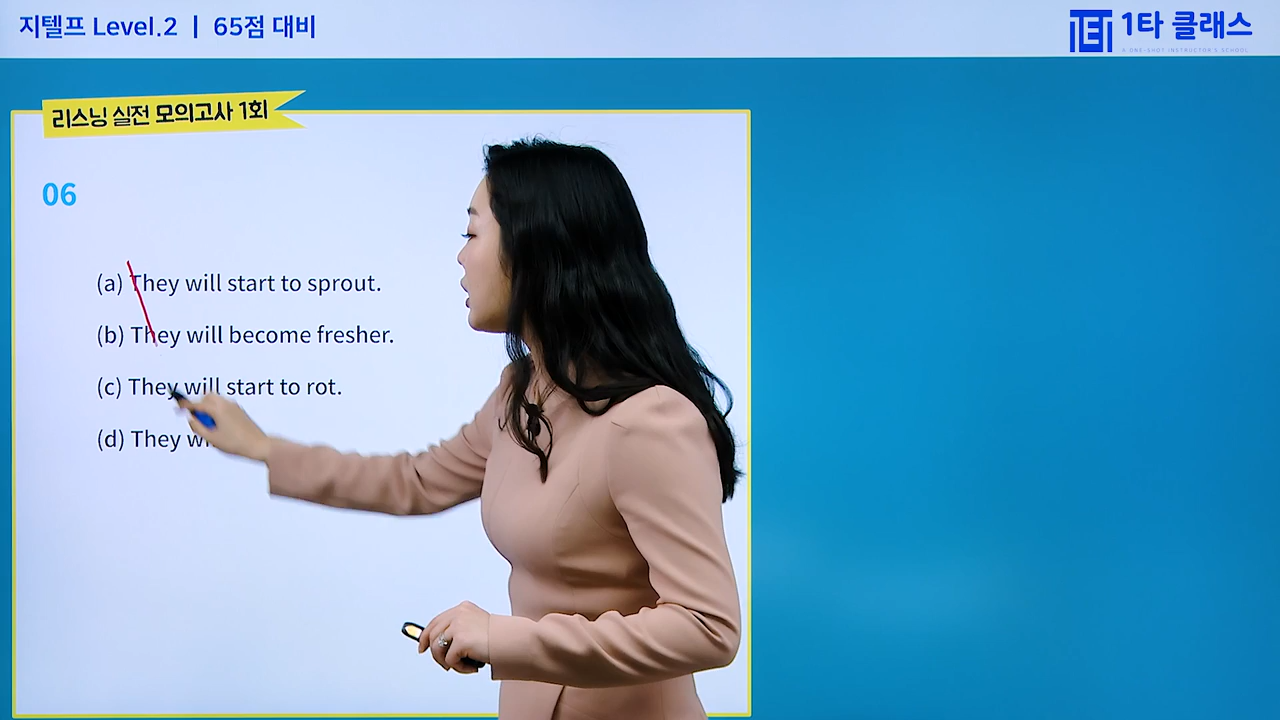 지텔프 Level.2 | 65점 대비
1타 클래스
A ONE-SHOT INSTRUCTOR'S SCHOOL
리스닝 실전 모의고사 1회
06
(a) They will start to sprout.
(b) They will become fresher.
(c) They will start to rot.
(d) They